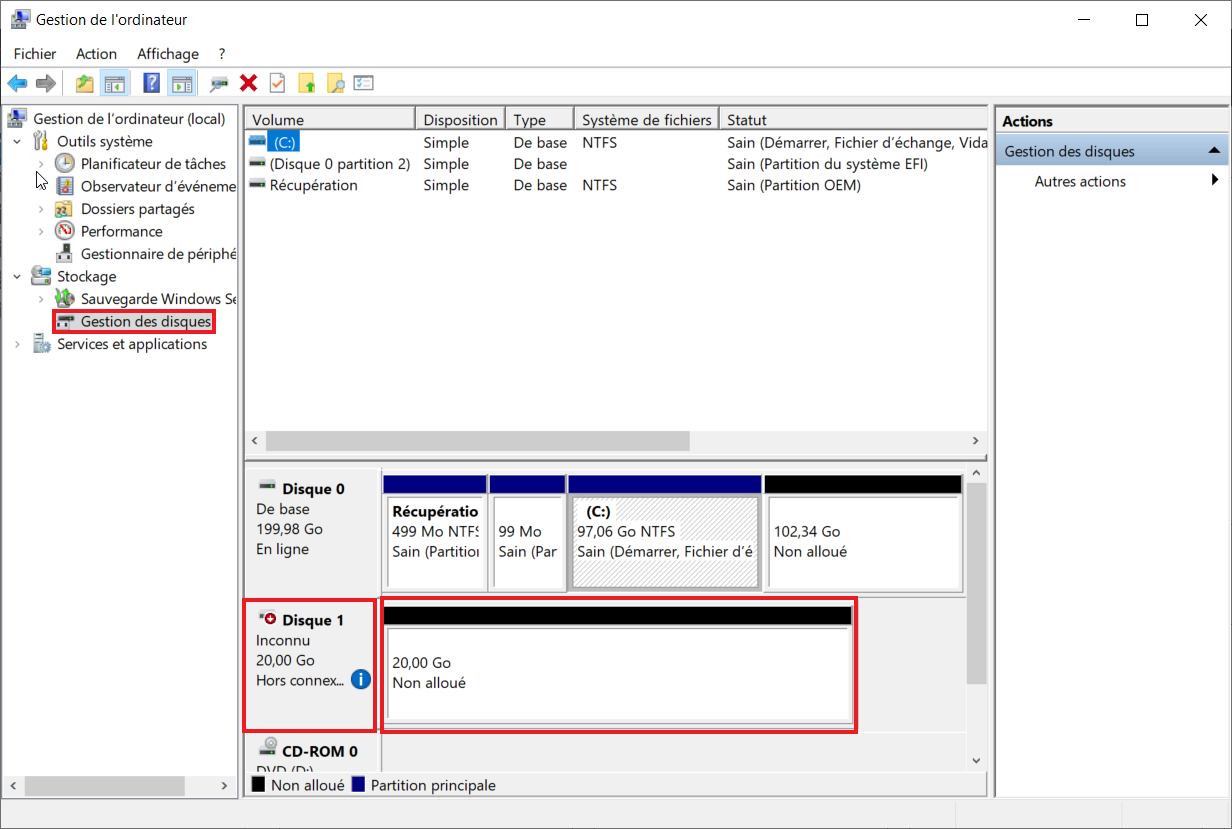 Gestion de l'ordinateur
Fichier Action Affichage ?
Gestion de l'ordinateur (local)
Outils système
Planificateur de tâches
Observateur d'événeme
Dossiers partagés
Performance
Gestionnaire de périphé
Stockage
Sauvegarde Windows Se
Gestion des disques
Services et applications
Volume Disposition Type Système de fichiers Statut
(C:) Simple De base NTFS Sain (Démarrer, Fichier d'échange, Vida
(Disque 0 partition 2) Simple De base Sain (Partition du système EFI)
Récupération Simple De base NTFS Sain (Partition OEM)
Disque 0
De base
199,98 Go
En ligne
Récupératio
499 Mo NTFS
Sain (Partition
99 Mo
Sain (Par
(C:)
97,06 Go NTFS
Sain (Démarrer, Fichier d'é
102,34 Go
Non alloué
Disque 1
Inconnu
20,00 Go
Hors connex...
20,00 Go
Non alloué
CD-ROM 0
DVD (D:)
Non alloué Partition principale
Actions
Gestion des disques
Autres actions